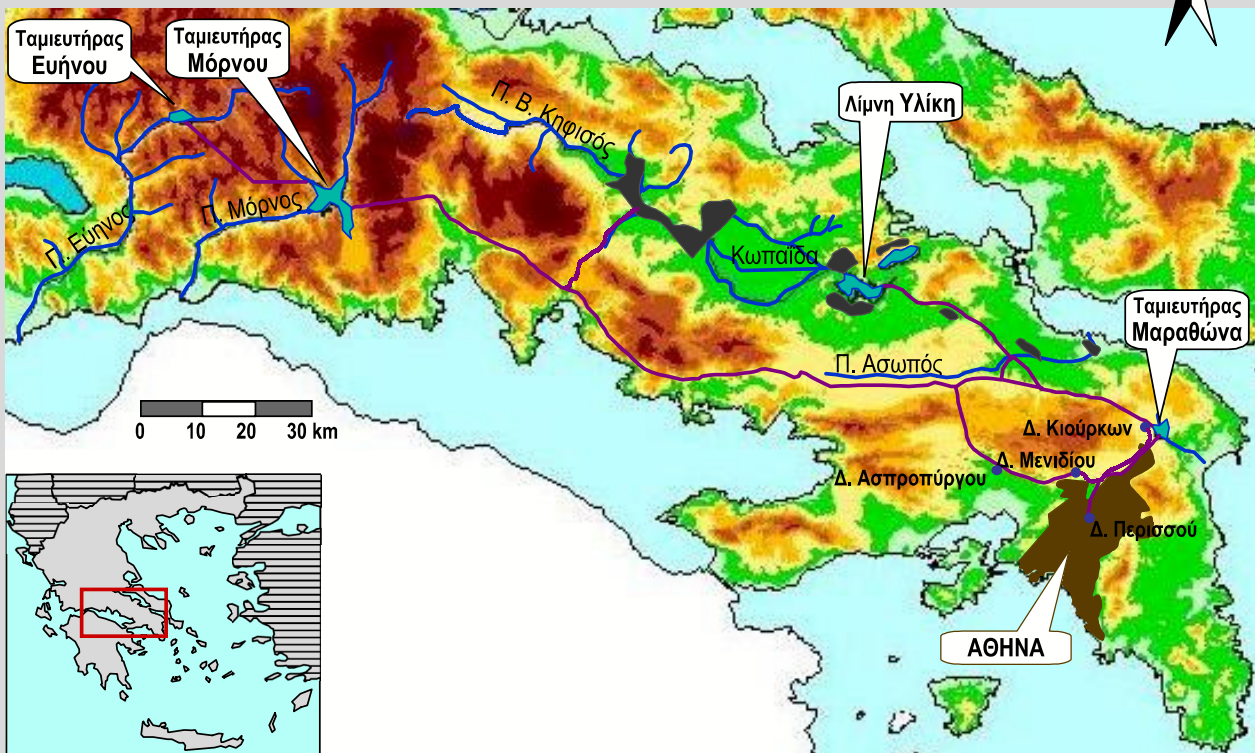 Ταμιευτήρας
Ευήνου
Ταμιευτήρας
Μόρνου
Π. Β. Κηφισός
Λίμνη Υλίκη
Π. Μόρνος
Π. Εύηνος
Κωπαΐδα
Ταμιευτήρας
Μαραθώνα
Π. Ασωπός
0 10 20 30 km
Δ. Κιούρκων
Δ. Μενιδίου
Δ. Ασπροπύργου
Δ. Περισσού
ΑΘΗΝΑ